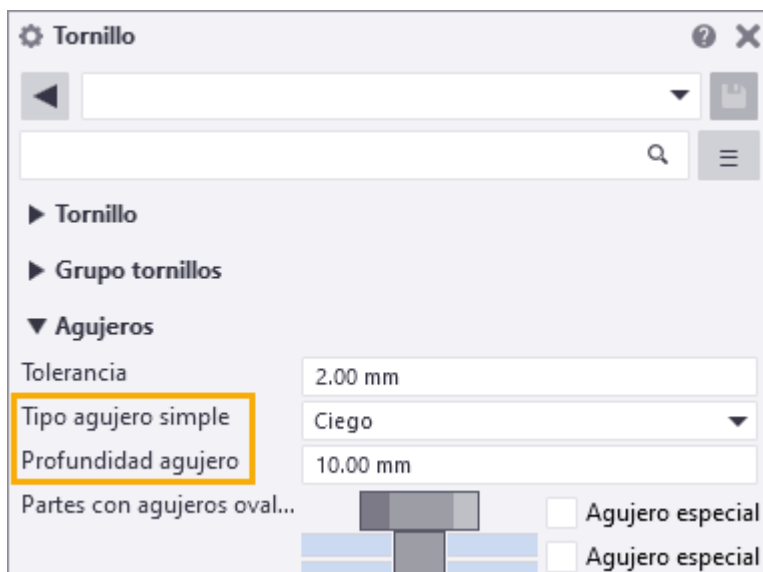 Tornillo
Tornillo
Grupo tornillos
Agujeros
Tolerancia 2.00 mm
Tipo agujero simple Ciego
Profundidad agujero 10.00 mm
Partes con agujeros oval... Agujero especial
Agujero especial